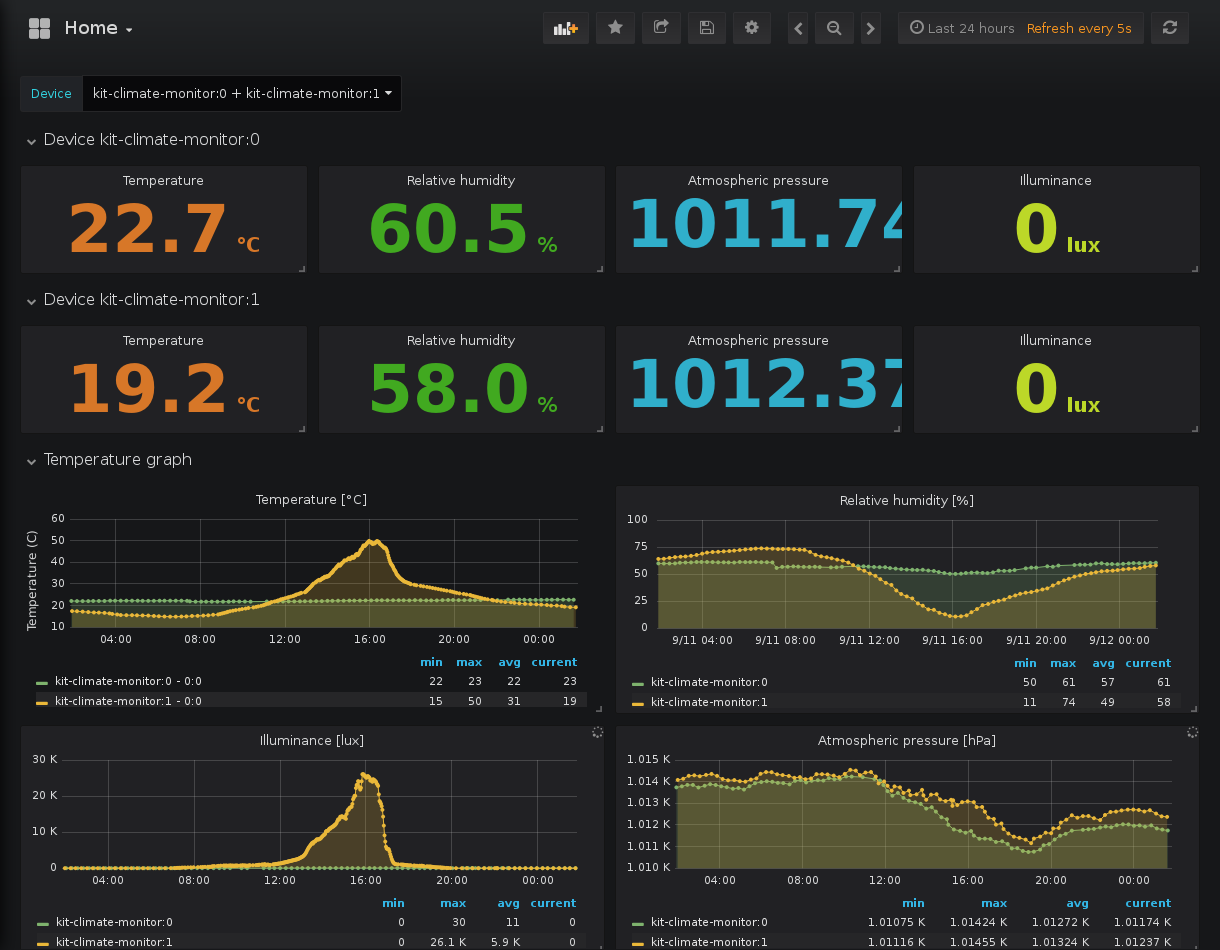 Home
Last 24 hours Refresh every 5s
Device kit-climate-monitor:0 + kit-climate-monitor:1
Device kit-climate-monitor:0
Temperature Relative humidity Atmospheric pressure Illuminance
22.7 °C 60.5 % 1011.74 0 lux
Device kit-climate-monitor:1
Temperature Relative humidity Atmospheric pressure Illuminance
19.2 °C 58.0 % 1012.37 0 lux
Temperature graph
Temperature [°C]
Temperature (C)
60
50
40
30
20
10
04:00 08:00 12:00 16:00 20:00 00:00
min max avg current
kit-climate-monitor:0 - 0:0 22 23 22 23
kit-climate-monitor:1 - 0:0 15 50 31 19
Relative humidity [%]
100
75
50
25
0
9/11 04:00 9/11 08:00 9/11 12:00 9/11 16:00 9/11 20:00 9/12 00:00
min max avg current
kit-climate-monitor:0 50 61 57 61
kit-climate-monitor:1 11 74 49 58
Illuminance [lux]
30 K
20 K
10 K
0
04:00 08:00 12:00 16:00 20:00 00:00
min max avg current
kit-climate-monitor:0 0 30 11 0
kit-climate-monitor:1 0 26.1 K 5.9 K 0
Atmospheric pressure [hPa]
1.015 K
1.014 K
1.013 K
1.012 K
1.011 K
1.010 K
04:00 08:00 12:00 16:00 20:00 00:00
min max avg current
kit-climate-monitor:0 1.01075 K 1.01424 K 1.01272 K 1.01174 K
kit-climate-monitor:1 1.01116 K 1.01455 K 1.01324 K 1.01237 K